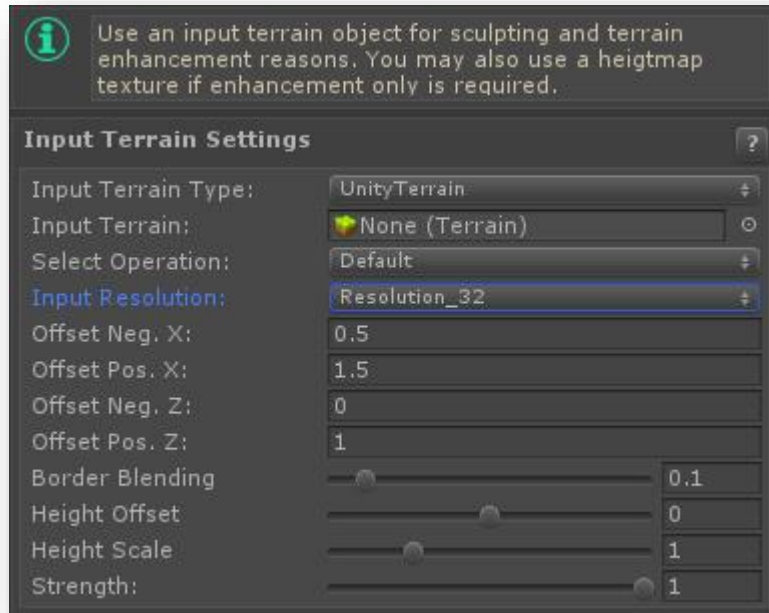 Use an input terrain object for sculpting and terrain
enhancement reasons. You may also use a heigtmap
texture if enhancement only is required.
Input Terrain Settings ?
Input Terrain Type: UnityTerrain
Input Terrain: None (Terrain)
Select Operation: Default
Input Resolution: Resolution_32
Offset Neg. X: 0.5
Offset Pos. X: 1.5
Offset Neg. Z: 0
Offset Pos. Z: 1
Border Blending 0.1
Height Offset 0
Height Scale 1
Strength: 1